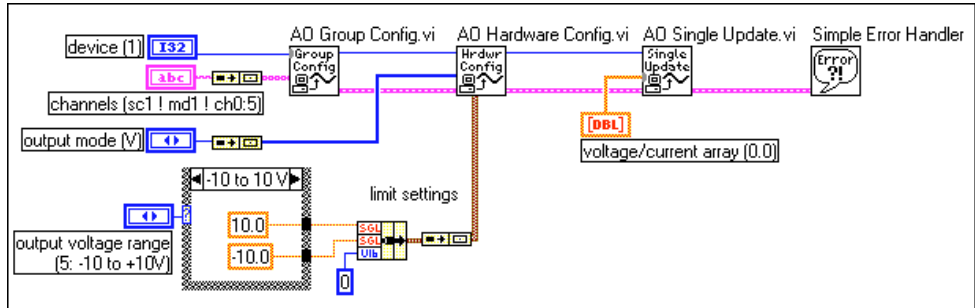 AO Group Config.vi
AO Hardware Config.vi
AO Single Update.vi
Simple Error Handler
device (1)
I32
Group
Config
Hrdwr
Config
Single
Update
Error
?!
abc
channels (sc1 ! md1 ! ch0:5)
output mode (V)
[DBL]
voltage/current array (0.0)
-10 to 10 V
limit settings
?
10.0
-10.0
SGL
SGL
Ulb
output voltage range
(5: -10 to +10V)
0